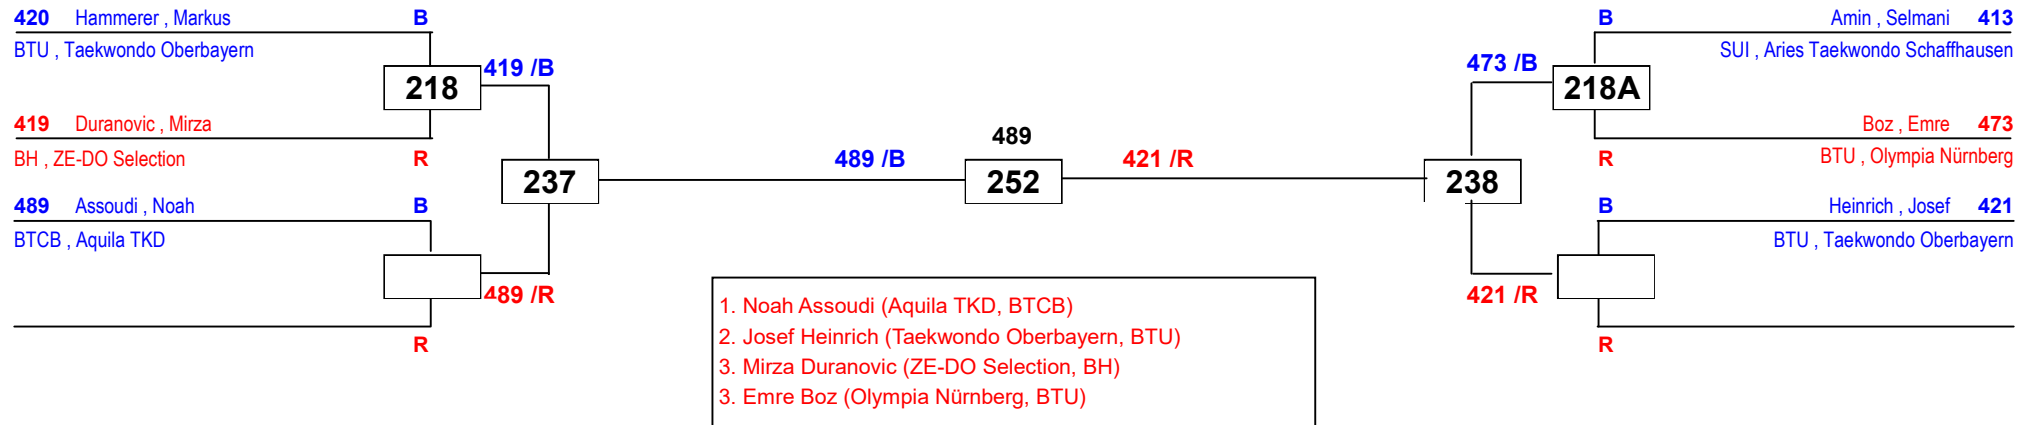 420 Hammerer , Markus B
BTU , Taekwondo Oberbayern
218
419 /B
419 Duranovic , Mirza
BH , ZE-DO Selection R
237
489 Assoudi , Noah B
BTCB , Aquila TKD
489 /R
R
489 /B
489
252
421 /R
B Amin , Selmani 413
SUI , Aries Taekwondo Schaffhausen
473 /B
218A
Boz , Emre 473
R BTU , Olympia Nürnberg
238
B Heinrich , Josef 421
BTU , Taekwondo Oberbayern
421 /R
R
1. Noah Assoudi (Aquila TKD, BTCB)
2. Josef Heinrich (Taekwondo Oberbayern, BTU)
3. Mirza Duranovic (ZE-DO Selection, BH)
3. Emre Boz (Olympia Nürnberg, BTU)